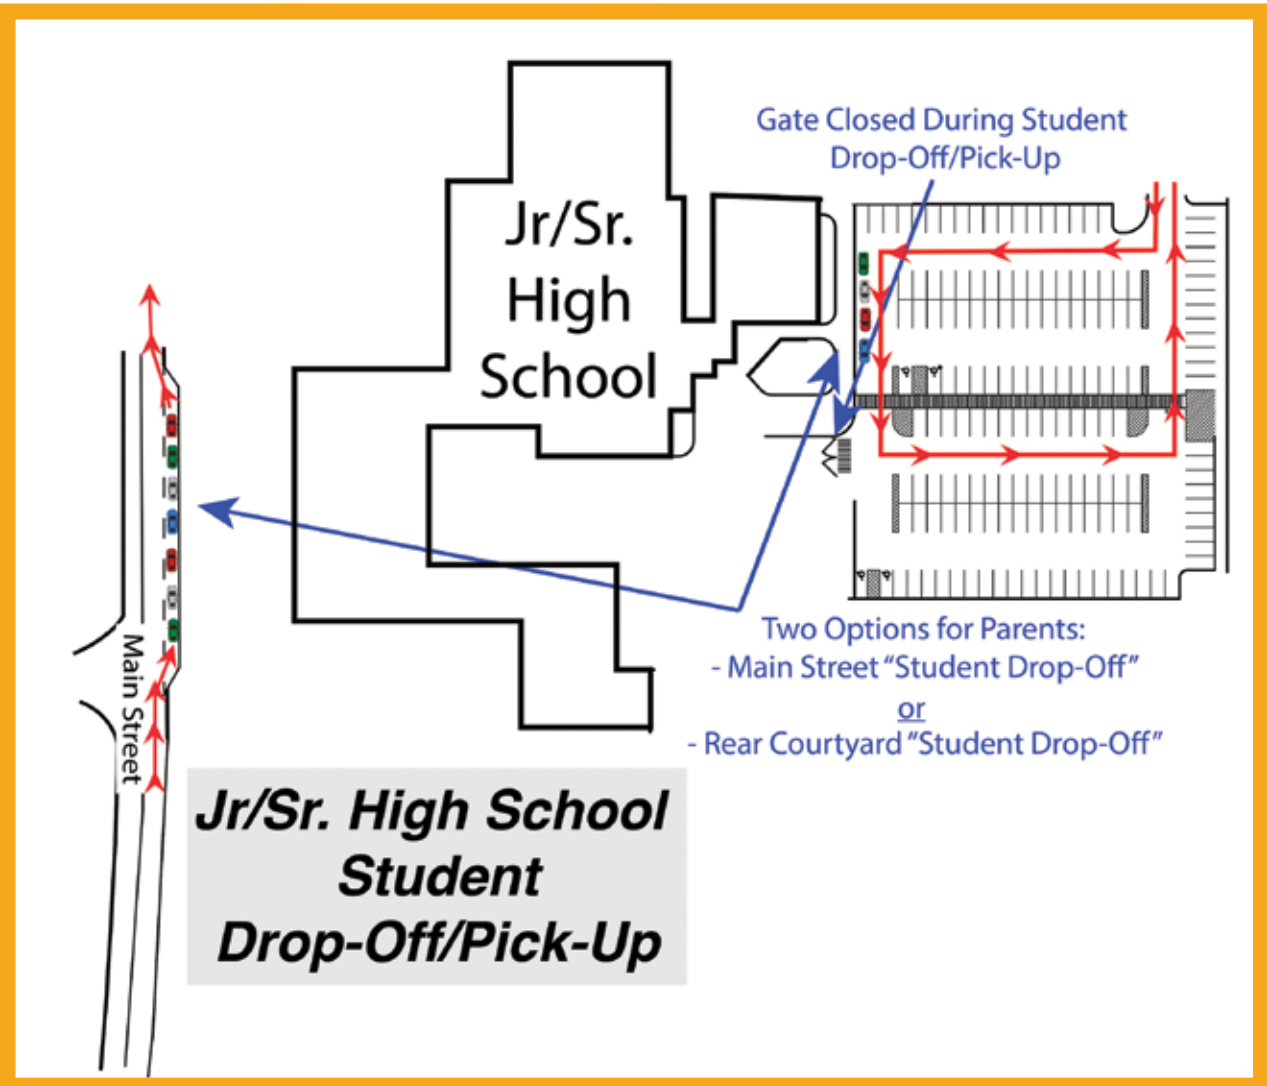 Gate Closed During Student
Drop-Off/Pick-Up
Jr/Sr.
High
School
Main Street
Two Options for Parents:
- Main Street “Student Drop-Off”
or
- Rear Courtyard “Student Drop-Off”
Jr/Sr. High School
Student
Drop-Off/Pick-Up